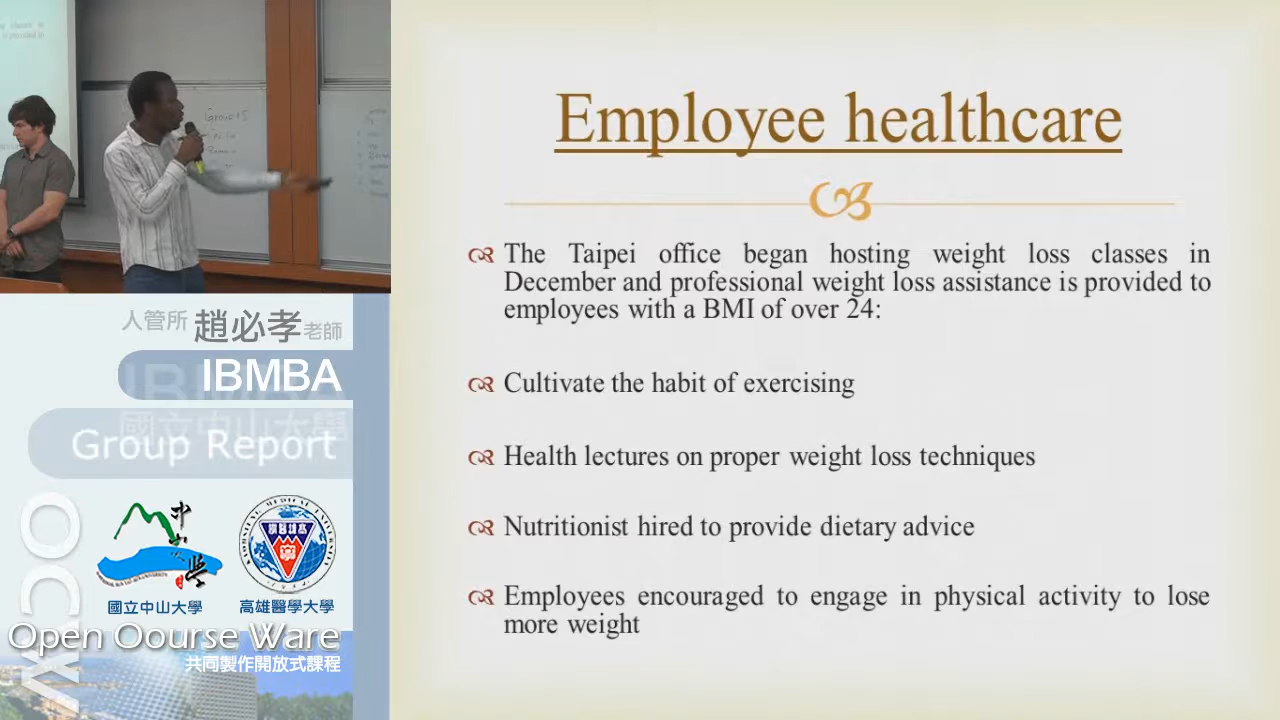 Group 5
人管所 趙必孝 老師
IBMBA
國立中山大學
Group Report
OCW
國立中山大學
高雄醫學大學
Open Oourse Ware
共同製作開放式課程
Employee healthcare
The Taipei office began hosting weight loss classes in
December and professional weight loss assistance is provided to
employees with a BMI of over 24:
Cultivate the habit of exercising
Health lectures on proper weight loss techniques
Nutritionist hired to provide dietary advice
Employees encouraged to engage in physical activity to lose
more weight